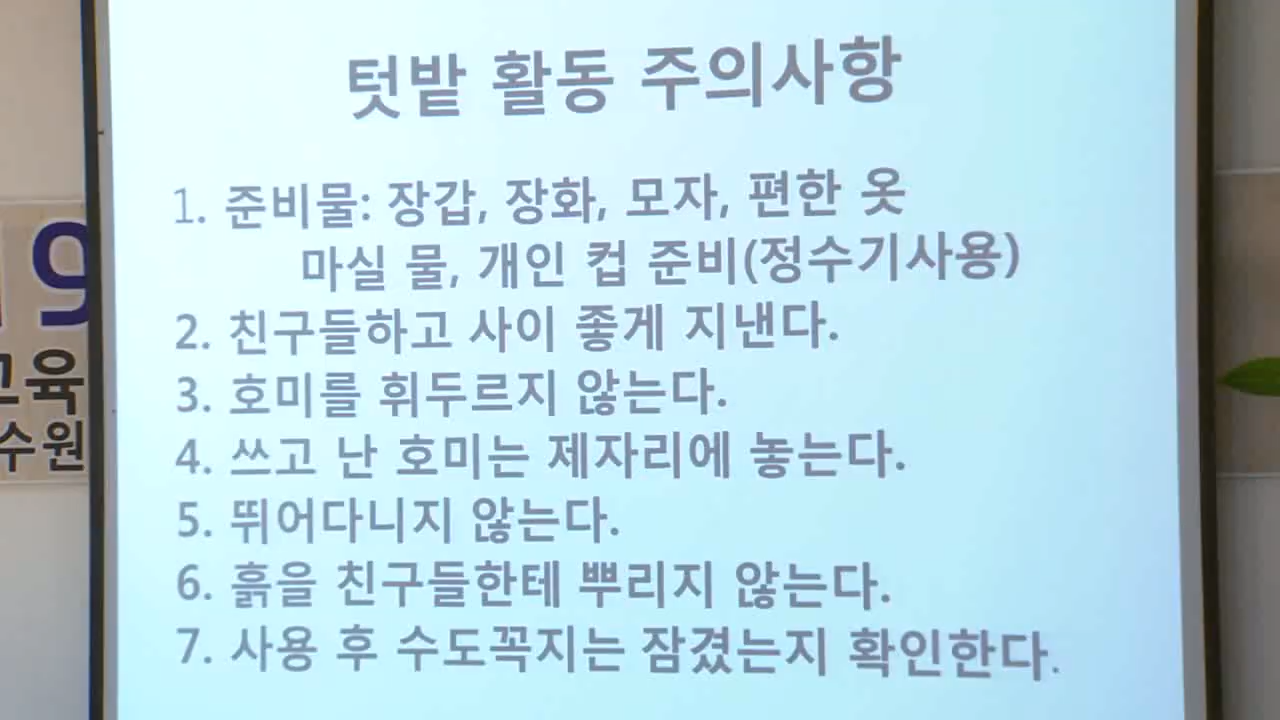 텃밭 활동 주의사항
1. 준비물: 장갑, 장화, 모자, 편한 옷
마실 물, 개인 컵 준비(정수기사용)
2. 친구들하고 사이 좋게 지낸다.
3. 호미를 휘두르지 않는다.
4. 쓰고 난 호미는 제자리에 놓는다.
5. 뛰어다니지 않는다.
6. 흙을 친구들한테 뿌리지 않는다.
7. 사용 후 수도꼭지는 잠겼는지 확인한다.
9
육
수원